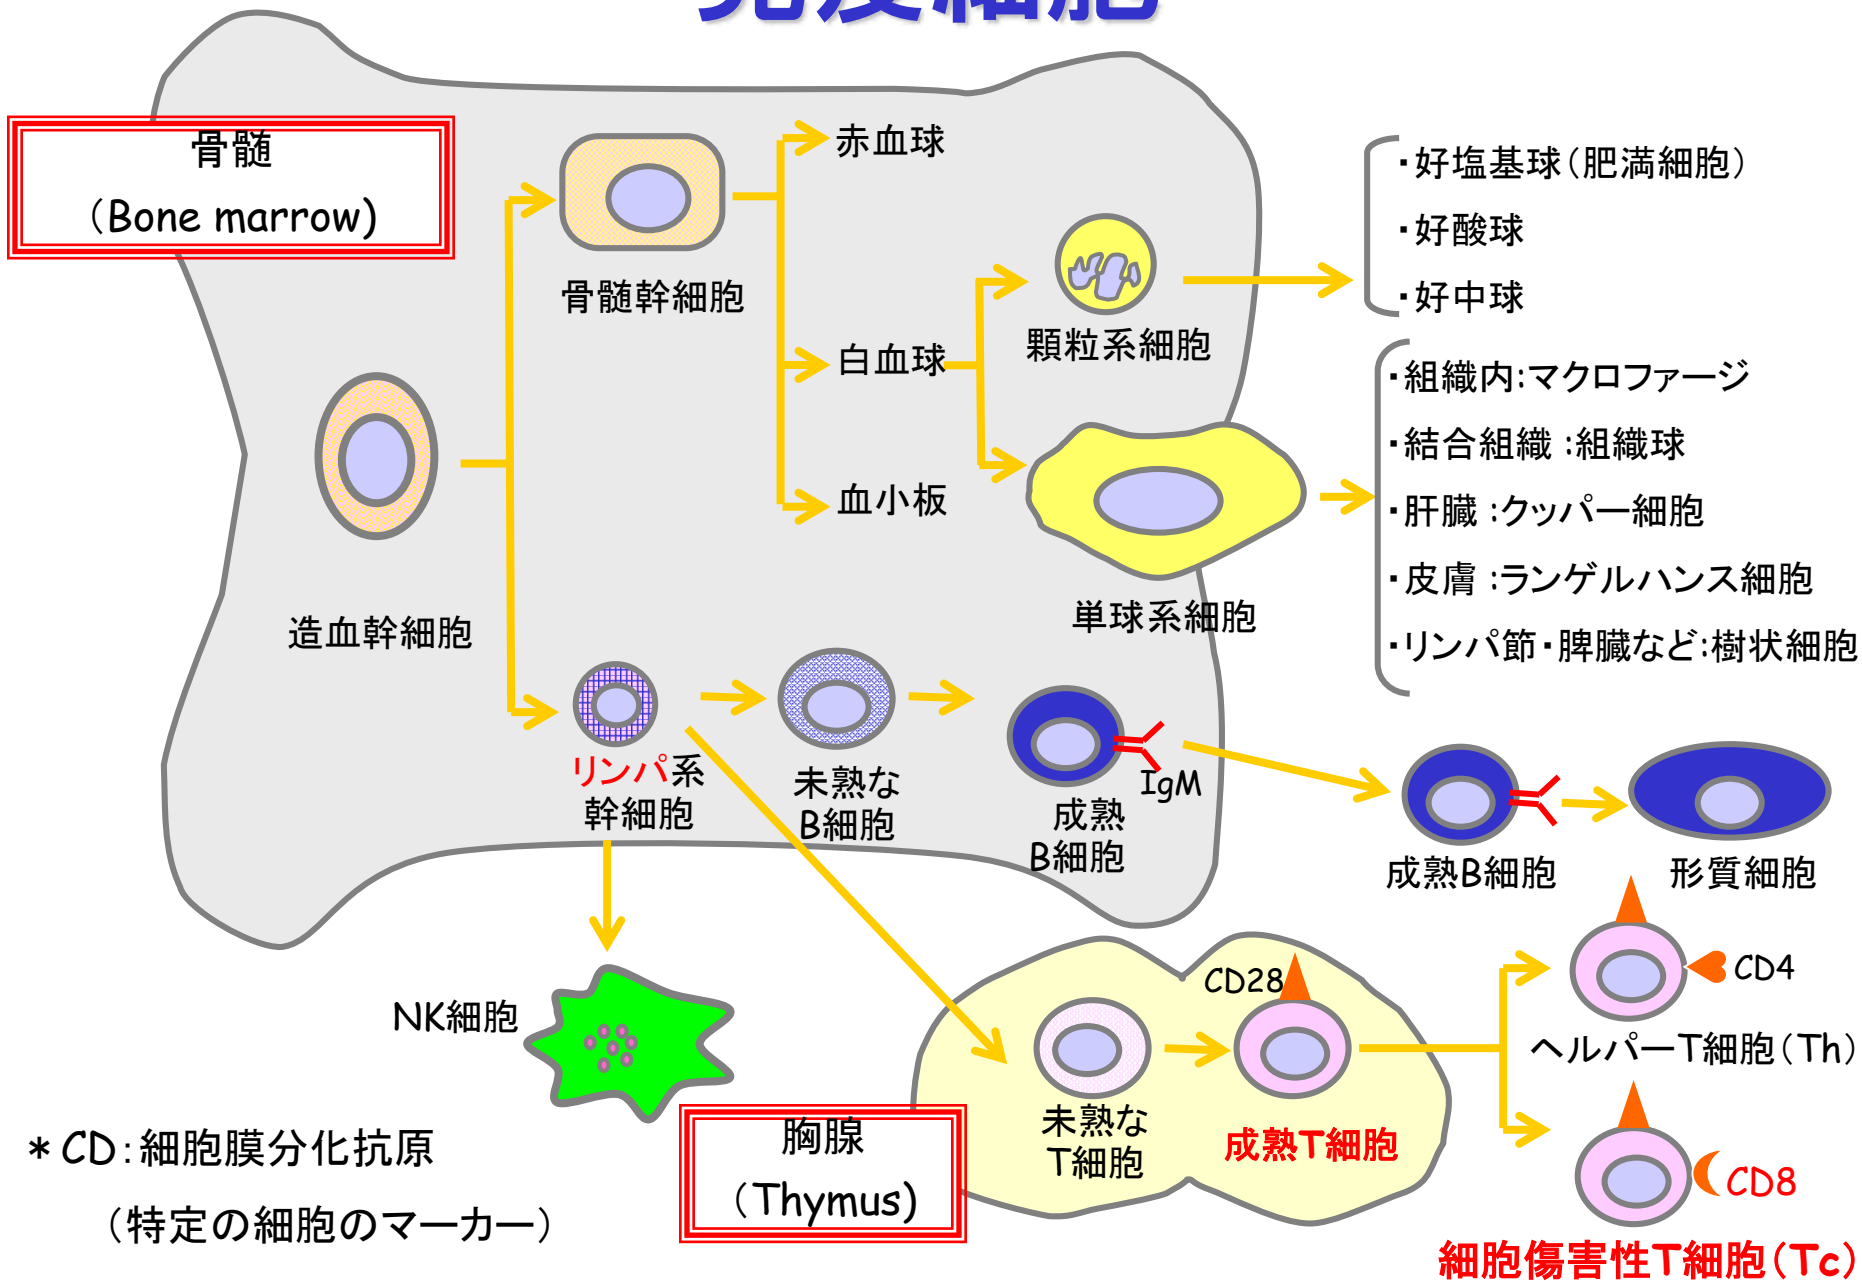 免疫細胞
骨髄
(Bone marrow)
赤血球
・好塩基球(肥満細胞)
・好酸球
・好中球
骨髄幹細胞
白血球
顆粒系細胞
・組織内:マクロファージ
・結合組織:組織球
・肝臓:クッパー細胞
・皮膚:ランゲルハンス細胞
・リンパ節・脾臓など:樹状細胞
血小板
単球系細胞
造血幹細胞
リンパ系
幹細胞
未熟な
B細胞
IgM
成熟
B細胞
成熟B細胞
形質細胞
NK細胞
CD28
CD4
ヘルパーT細胞(Th)
未熟な
T細胞
成熟T細胞
胸腺
(Thymus)
CD8
細胞傷害性T細胞(Tc)
*CD:細胞膜分化抗原
(特定の細胞のマーカー)